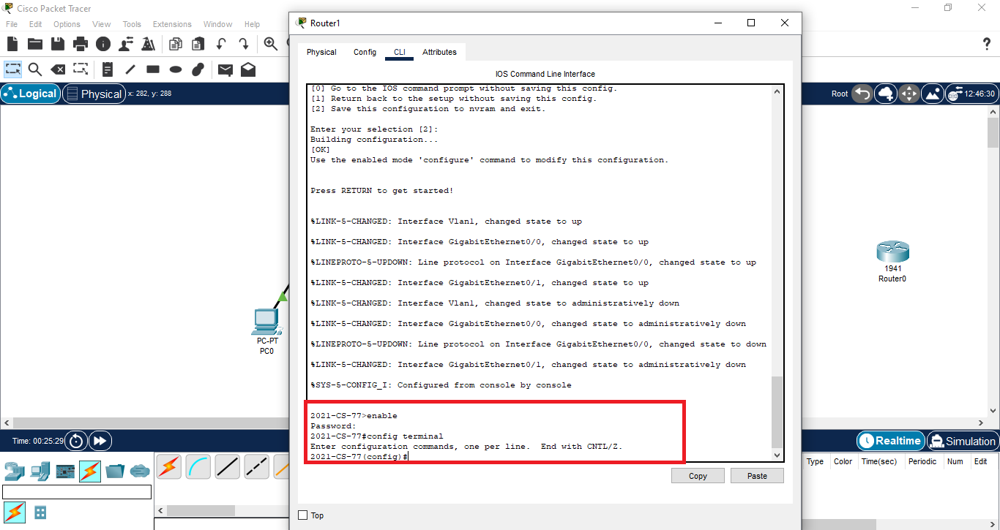 Cisco Packet Tracer
File Edit Options View Tools Extensions Window Help
Logical
Physical
x: 282, y: 288
Root
12:46:30
Router1
Physical Config CLI Attributes
IOS Command Line Interface
[0] Go to the IOS command prompt without saving this config.
[1] Return back to the setup without saving this config.
[2] Save this configuration to nvram and exit.
Enter your selection [2]:
Building configuration...
[OK]
Use the enabled mode 'configure' command to modify this configuration.
Press RETURN to get started!
%LINK-5-CHANGED: Interface Vlan1, changed state to up
%LINK-5-CHANGED: Interface GigabitEthernet0/0, changed state to up
%LINEPROTO-5-UPDOWN: Line protocol on Interface GigabitEthernet0/0, changed state to up
%LINK-5-CHANGED: Interface GigabitEthernet0/1, changed state to up
%LINK-5-CHANGED: Interface Vlan1, changed state to administratively down
%LINK-5-CHANGED: Interface GigabitEthernet0/0, changed state to administratively down
%LINEPROTO-5-UPDOWN: Line protocol on Interface GigabitEthernet0/0, changed state to down
%LINK-5-CHANGED: Interface GigabitEthernet0/1, changed state to administratively down
%SYS-5-CONFIG_I: Configured from console by console
2021-CS-77>enable
Password:
2021-CS-77#config terminal
Enter configuration commands, one per line.  End with CNTL/Z.
2021-CS-77(config)#
Copy
Paste
Top
PC-PT
PC0
1941
Router0
Time: 00:25:29
Realtime
Simulation
Type Color Time(sec) Periodic Num Edit